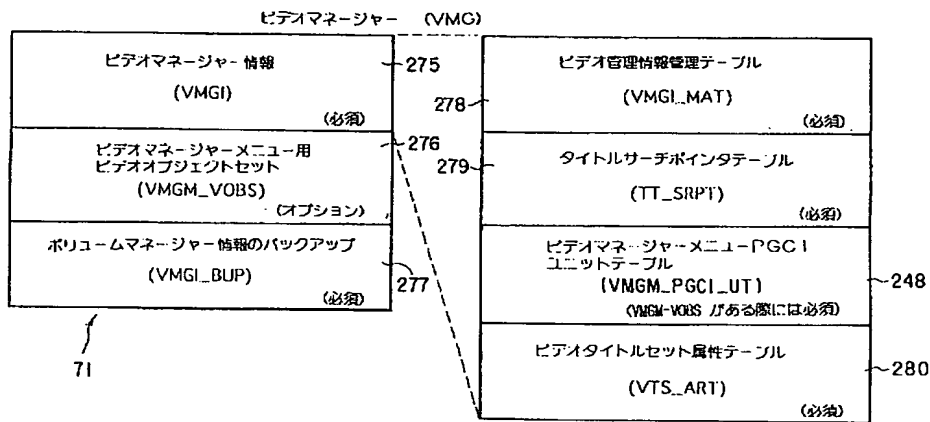 ビデオマネージャー (VMG)
ビデオマネージャー情報
(VMGI)
(必須)
275
ビデオマネージャーメニュー用
ビデオオブジェクトセット
(VMGM_VOBS)
(オプション)
276
ボリュームマネージャー情報のバックアップ
(VMGI_BUP)
(必須)
277
71
ビデオ管理情報管理テーブル
(VMGI_MAT)
(必須)
278
タイトルサーチポインタテーブル
(TT_SRPT)
(必須)
279
ビデオマネージャーメニューPGCI
ユニットテーブル
(VMGM_PGCI_UT)
(VMGM-VOBS がある際には必須)
248
ビデオタイトルセット属性テーブル
(VTS_ART)
(必須)
280